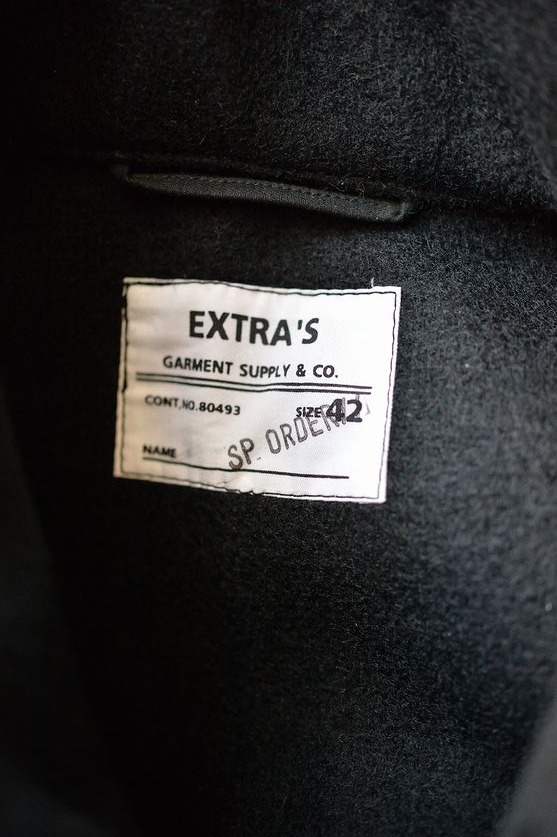 EXTRA'S
GARMENT SUPPLY & CO.
CONT,NO.80493
SIZE 42
SP. ORDER
NAME